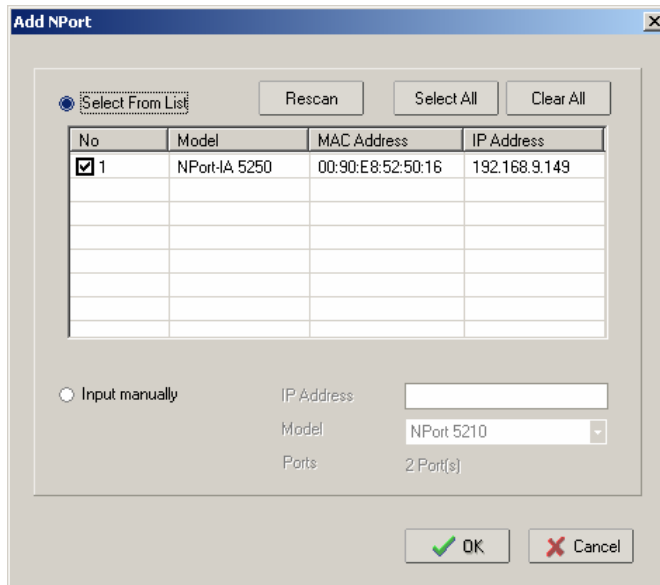 Add NPort
Select From List Rescan Select All Clear All
No Model MAC Address IP Address
1 NPort-IA 5250 00:90:E8:52:50:16 192.168.9.149
Input manually IP Address
Model NPort 5210
Ports 2 Port(s)
OK Cancel